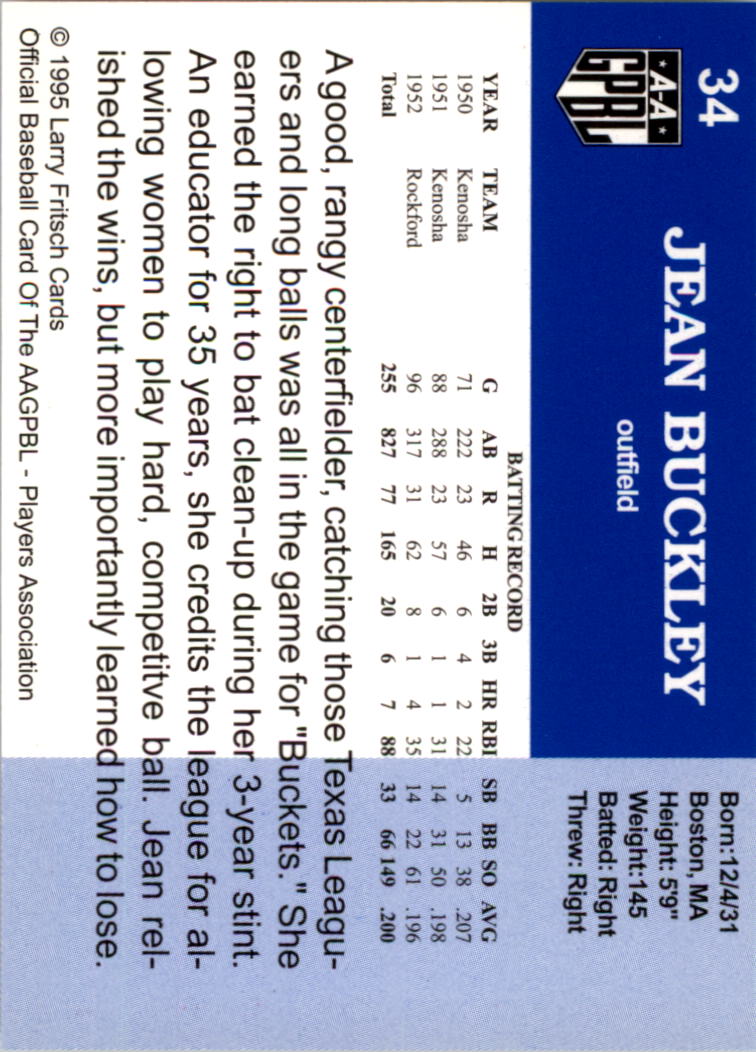 34
A-A
GPBL
JEAN BUCKLEY
outfield
Born:12/4/31
Boston, MA
Height: 5'9"
Weight:145
Batted: Right
Threw: Right
BATTING RECORD
YEAR TEAM G AB R H 2B 3B HR RBI SB BB SO AVG
1950 Kenosha 71 222 23 46 6 4 2 22 5 13 38 .207
1951 Kenosha 88 288 23 57 6 1 1 31 14 31 50 .198
1952 Rockford 96 317 31 62 8 1 4 35 14 22 61 .196
Total 255 827 77 165 20 6 7 88 33 66 149 .200
A good, rangy centerfielder, catching those Texas Leagu-
ers and long balls was all in the game for "Buckets." She
earned the right to bat clean-up during her 3-year stint.
An educator for 35 years, she credits the league for al-
lowing women to play hard, competitve ball. Jean rel-
ished the wins, but more importantly learned how to lose.
© 1995 Larry Fritsch Cards
Official Baseball Card Of The AAGPBL - Players Association